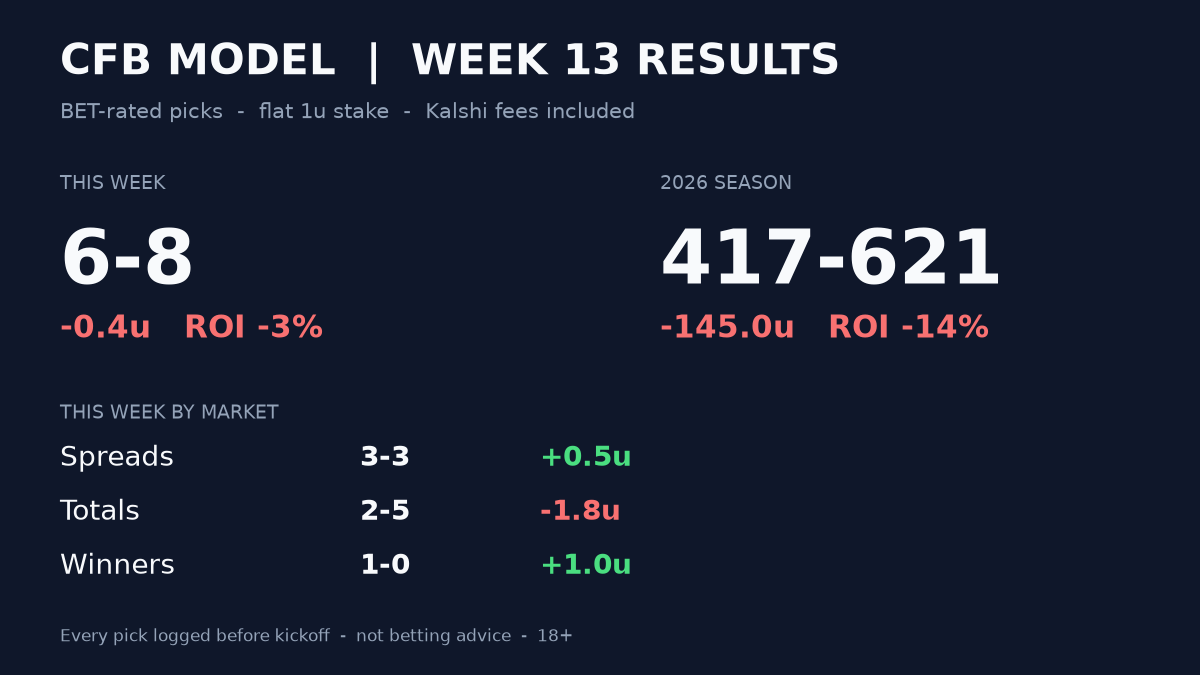 CFB MODEL | WEEK 13 RESULTS
BET-rated picks - flat 1u stake - Kalshi fees included
THIS WEEK
6-8
-0.4u ROI -3%
2026 SEASON
417-621
-145.0u ROI -14%
THIS WEEK BY MARKET
Spreads 3-3 +0.5u
Totals 2-5 -1.8u
Winners 1-0 +1.0u
Every pick logged before kickoff - not betting advice - 18+